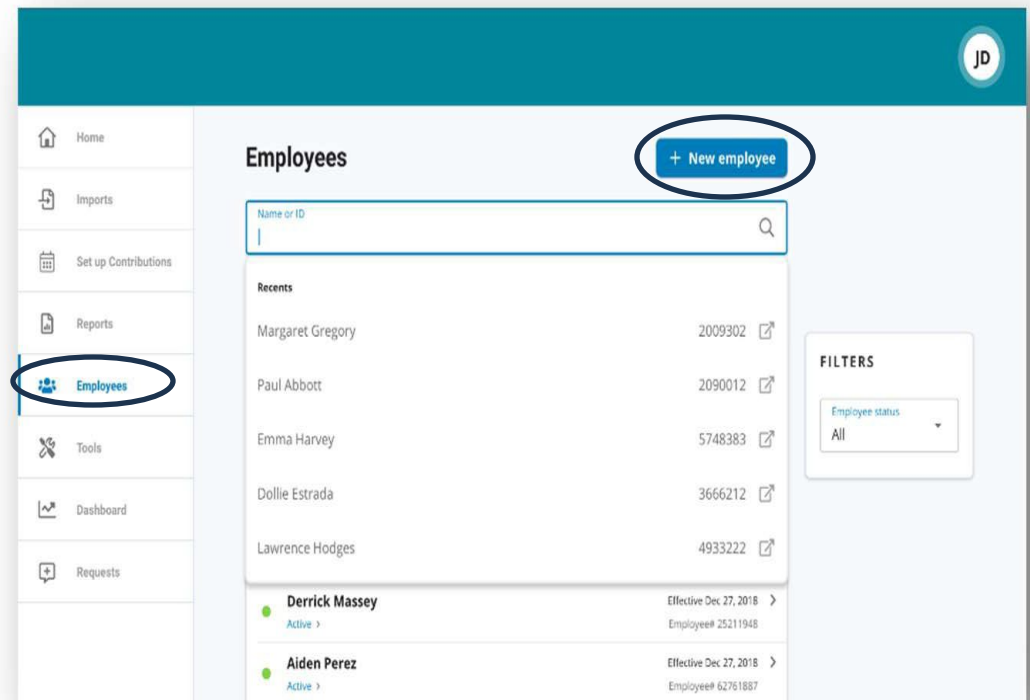 JD
Home
Imports
Set up Contributions
Reports
Employees
Tools
Dashboard
Requests
Employees
+ New employee
Name or ID
Recents
Margaret Gregory 2009302
Paul Abbott 2090012
Emma Harvey 5748383
Dollie Estrada 3666212
Lawrence Hodges 4933222
Derrick Massey Effective Dec 27, 2018
Active Employee# 25211948
Aiden Perez Effective Dec 27, 2018
Active Employee# 62761887
FILTERS
Employee status
All